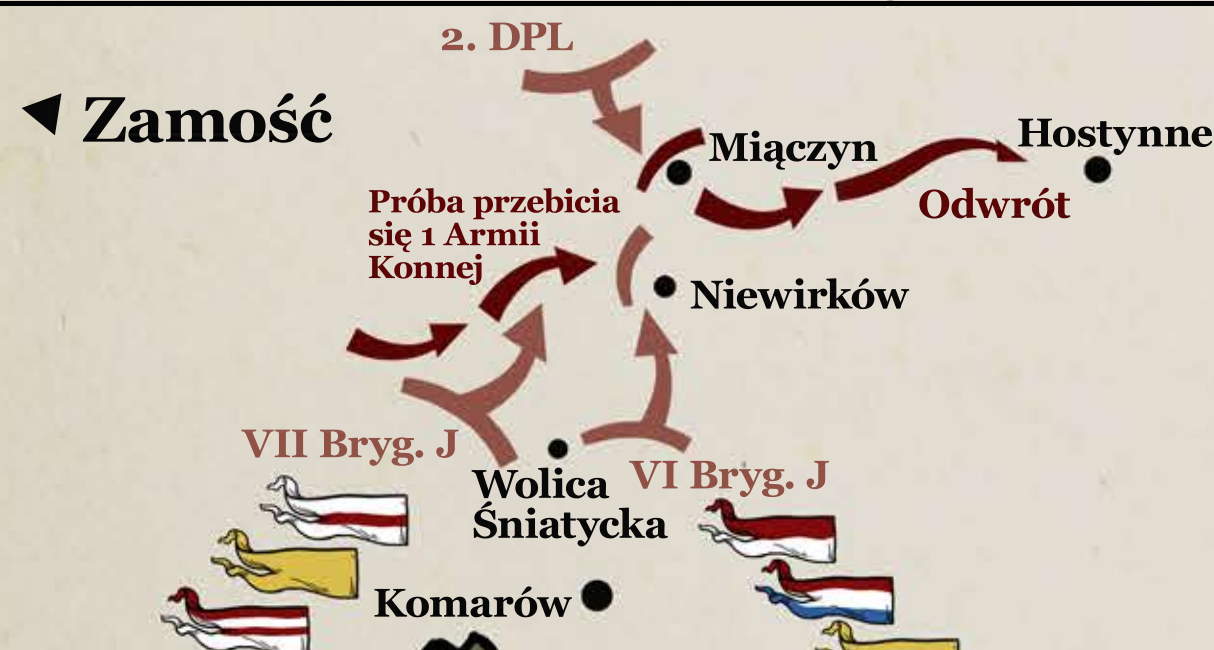 2. DPL
Zamość
Hostynne
Miączyn
Próba przebicia
się 1 Armii
Konnej
Odwrót
Niewirków
VII Bryg. J
VI Bryg. J
Wolica
Śniatycka
Komarów